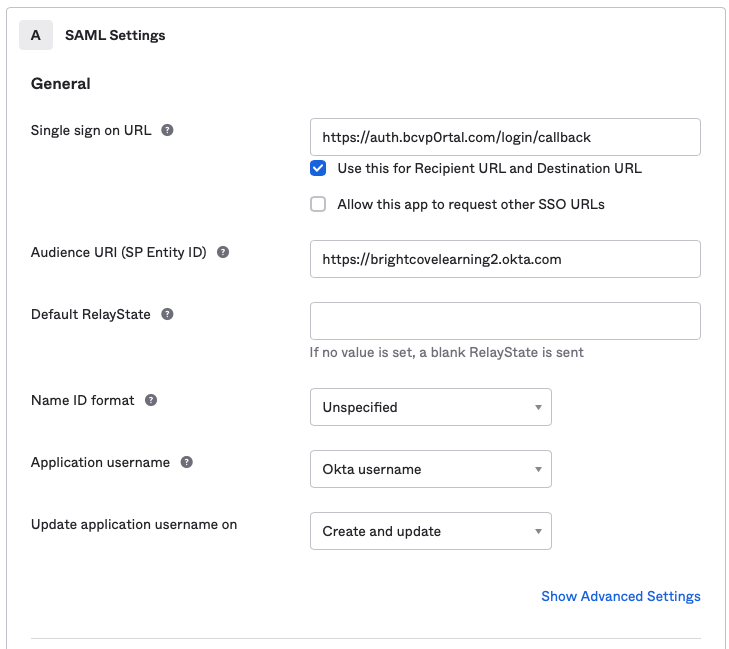 A SAML Settings
General
Single sign on URL ?
https://auth.bcvp0rtal.com/login/callback
Use this for Recipient URL and Destination URL
Allow this app to request other SSO URLs
Audience URI (SP Entity ID) ?
https://brightcovelearning2.okta.com
Default RelayState ?
If no value is set, a blank RelayState is sent
Name ID format ?
Unspecified
Application username ?
Okta username
Update application username on
Create and update
Show Advanced Settings